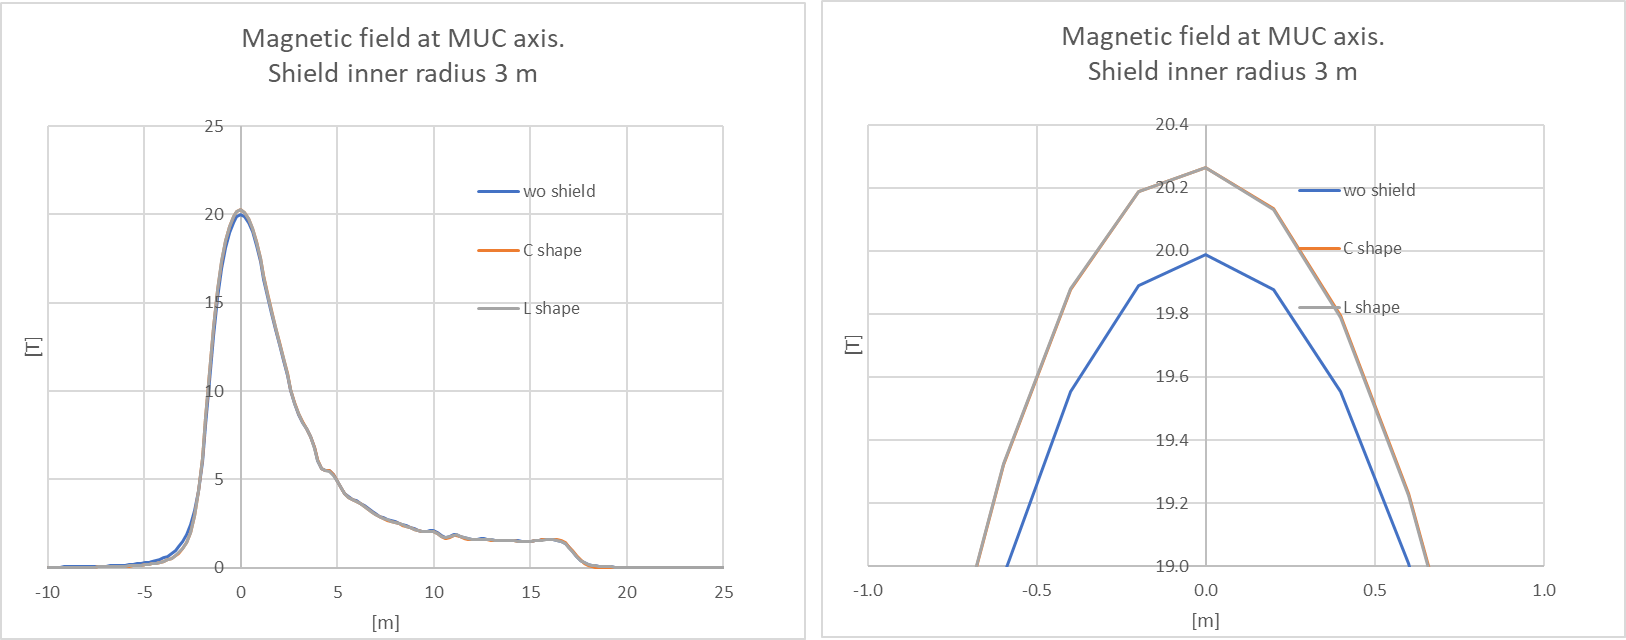 Magnetic field at MUC axis.
Shield inner radius 3 m
25
20
15
10
5
0
[T]
-10
-5
0
5
10
15
20
25
[m]
wo shield
C shape
L shape
Magnetic field at MUC axis.
Shield inner radius 3 m
20.4
20.2
20.0
19.8
19.6
19.4
19.2
19.0
[T]
-1.0
-0.5
0.0
0.5
1.0
[m]
wo shield
C shape
L shape